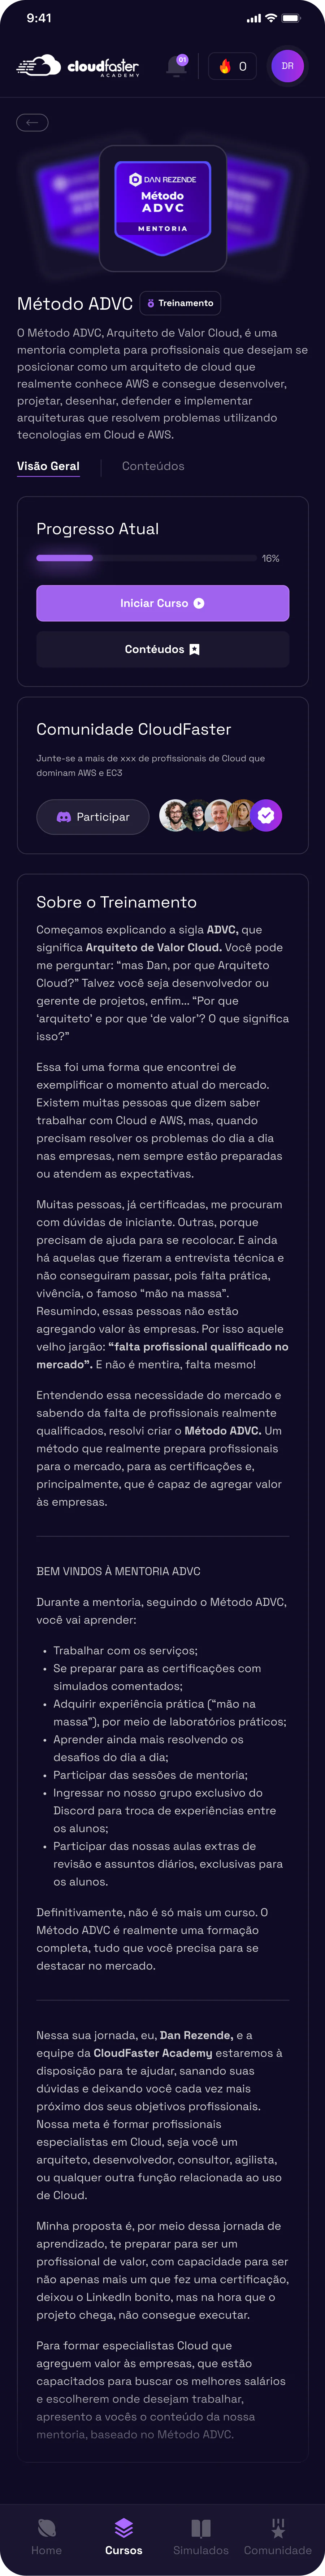 9:41
cloudfaster
ACADEMY
01
0
DR
DAN REZENDE
Método
ADVC
MENTORIA
Método ADVC
Treinamento
O Método ADVC, Arquiteto de Valor Cloud, é uma
mentoria completa para profissionais que desejam se
posicionar como um arquiteto de cloud que
realmente conhece AWS e consegue desenvolver,
projetar, desenhar, defender e implementar
arquiteturas que resolvem problemas utilizando
tecnologias em Cloud e AWS.
Visão Geral
Conteúdos
Progresso Atual
16%
Iniciar Curso
Contéudos
Comunidade CloudFaster
Junte-se a mais de xxx de profissionais de Cloud que
dominam AWS e EC3
Participar
Sobre o Treinamento
Começamos explicando a sigla ADVC, que
significa Arquiteto de Valor Cloud. Você pode
me perguntar: “mas Dan, por que Arquiteto
Cloud?” Talvez você seja desenvolvedor ou
gerente de projetos, enfim... “Por que
‘arquiteto’ e por que ‘de valor’? O que significa
isso?”
Essa foi uma forma que encontrei de
exemplificar o momento atual do mercado.
Existem muitas pessoas que dizem saber
trabalhar com Cloud e AWS, mas, quando
precisam resolver os problemas do dia a dia
nas empresas, nem sempre estão preparadas
ou atendem as expectativas.
Muitas pessoas, já certificadas, me procuram
com dúvidas de iniciante. Outras, porque
precisam de ajuda para se recolocar. E ainda
há aquelas que fizeram a entrevista técnica e
não conseguiram passar, pois falta prática,
vivência, o famoso “mão na massa”.
Resumindo, essas pessoas não estão
agregando valor às empresas. Por isso aquele
velho jargão: “falta profissional qualificado no
mercado”. E não é mentira, falta mesmo!
Entendendo essa necessidade do mercado e
sabendo da falta de profissionais realmente
qualificados, resolvi criar o Método ADVC. Um
método que realmente prepara profissionais
para o mercado, para as certificações e,
principalmente, que é capaz de agregar valor
às empresas.
BEM VINDOS À MENTORIA ADVC
Durante a mentoria, seguindo o Método ADVC,
você vai aprender:
• Trabalhar com os serviços;
• Se preparar para as certificações com
simulados comentados;
• Adquirir experiência prática (“mão na
massa”), por meio de laboratórios práticos;
• Aprender ainda mais resolvendo os
desafios do dia a dia;
• Participar das sessões de mentoria;
• Ingressar no nosso grupo exclusivo do
Discord para troca de experiências entre
os alunos;
• Participar das nossas aulas extras de
revisão e assuntos diários, exclusivas para
os alunos.
Definitivamente, não é só mais um curso. O
Método ADVC é realmente uma formação
completa, tudo que você precisa para se
destacar no mercado.
Nessa sua jornada, eu, Dan Rezende, e a
equipe da CloudFaster Academy estaremos à
disposição para te ajudar, sanando suas
dúvidas e deixando você cada vez mais
próximo dos seus objetivos profissionais.
Nossa meta é formar profissionais
especialistas em Cloud, seja você um
arquiteto, desenvolvedor, consultor, agilista,
ou qualquer outra função relacionada ao uso
de Cloud.
Minha proposta é, por meio dessa jornada de
aprendizado, te preparar para ser um
profissional de valor, com capacidade para ser
não apenas mais um que fez uma certificação,
deixou o LinkedIn bonito, mas na hora que o
projeto chega, não consegue executar.
Para formar especialistas Cloud que
agreguem valor às empresas, que estão
capacitados para buscar os melhores salários
e escolherem onde desejam trabalhar,
apresento a vocês o conteúdo da nossa
mentoria, baseado no Método ADVC.
Home
Cursos
Simulados
Comunidade